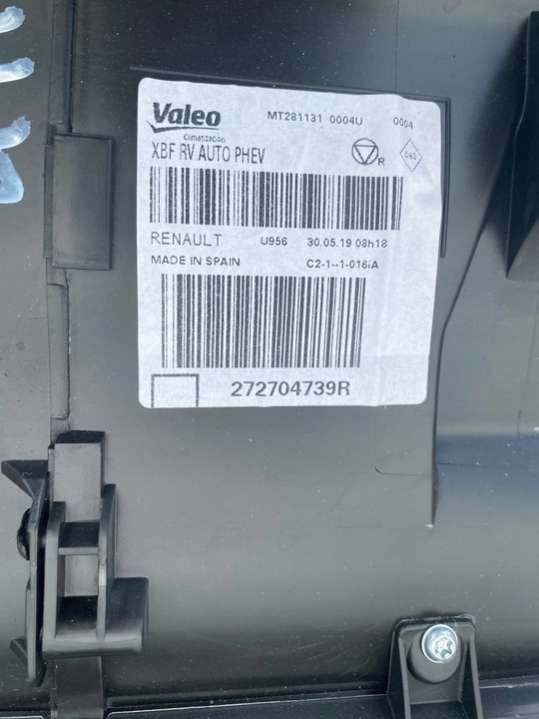 Valeo MT281131 0004U 0004
Climatización
XBF RV AUTO PHEV
R
RENAULT U956 30.05.19 08h18
MADE IN SPAIN C2-1--1-016iA
272704739R